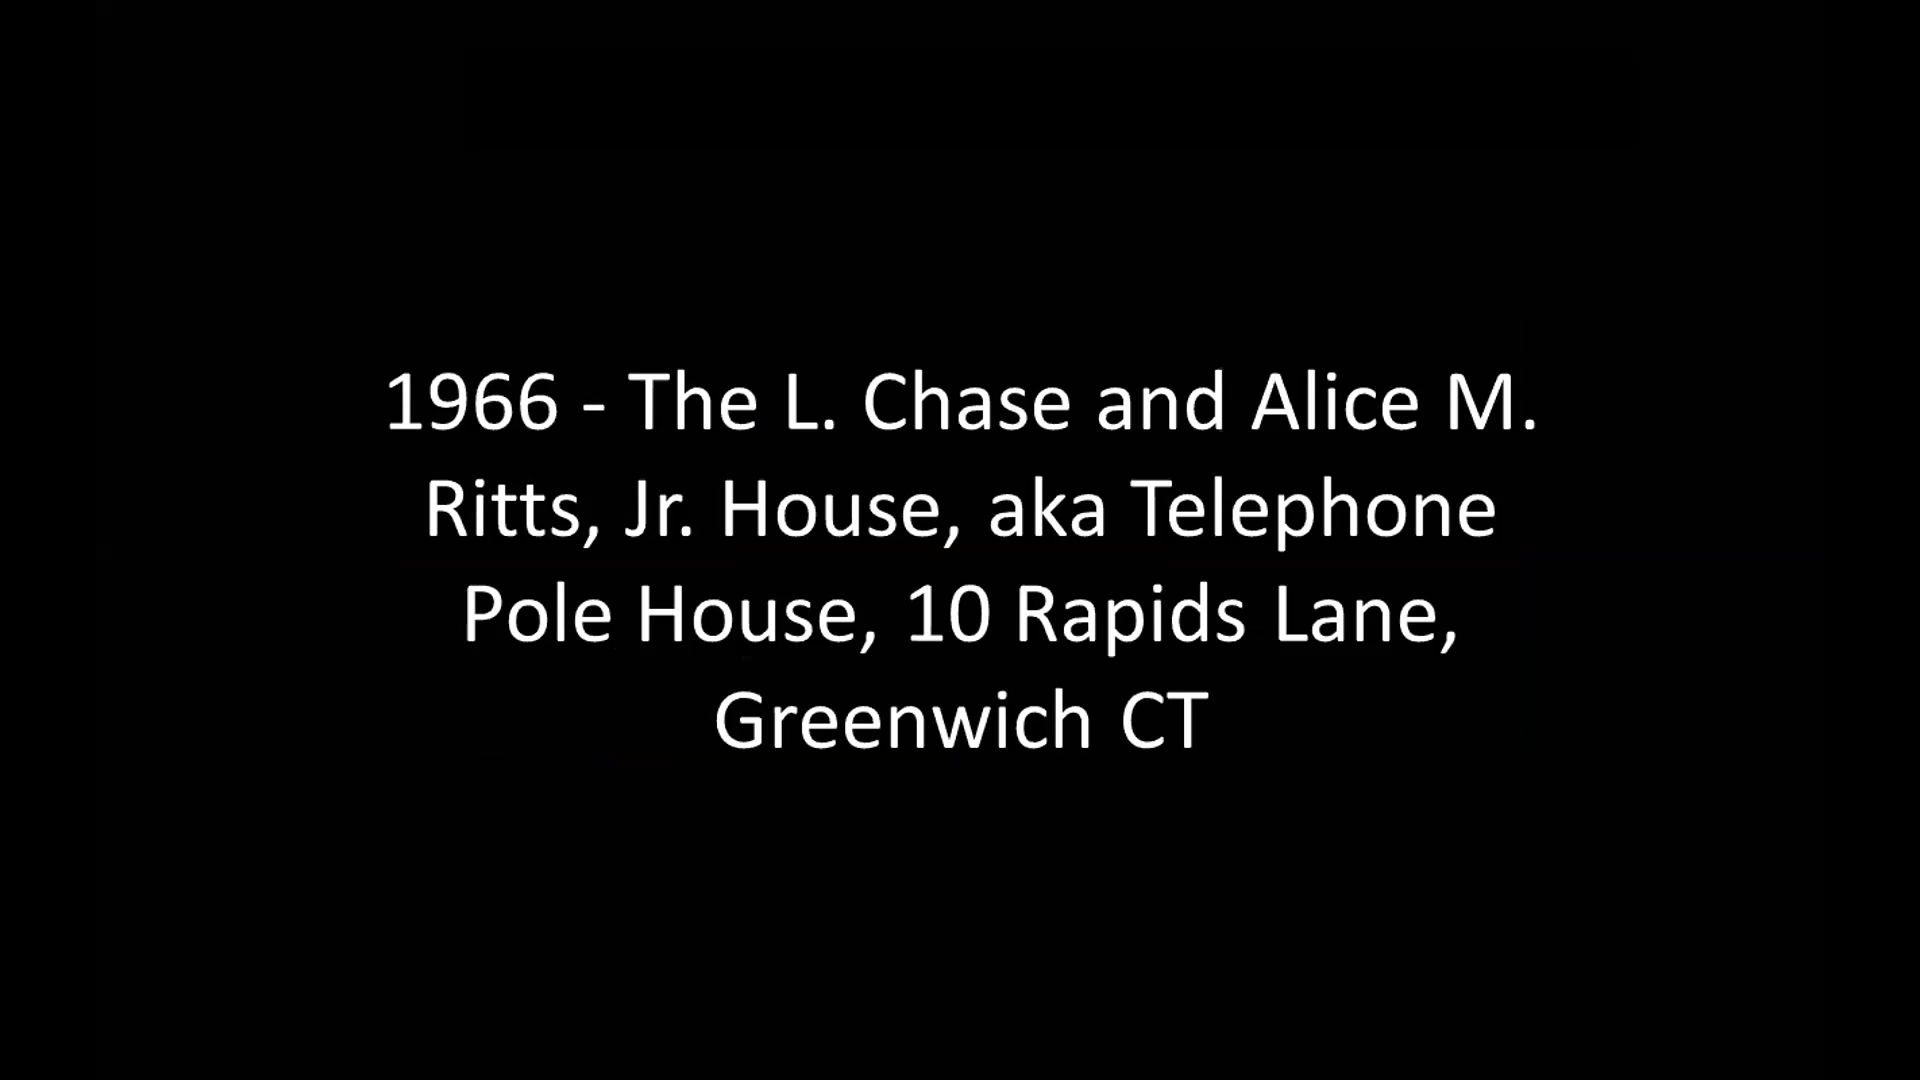 1966 - The L. Chase and Alice M.
Ritts, Jr. House, aka Telephone
Pole House, 10 Rapids Lane,
Greenwich CT